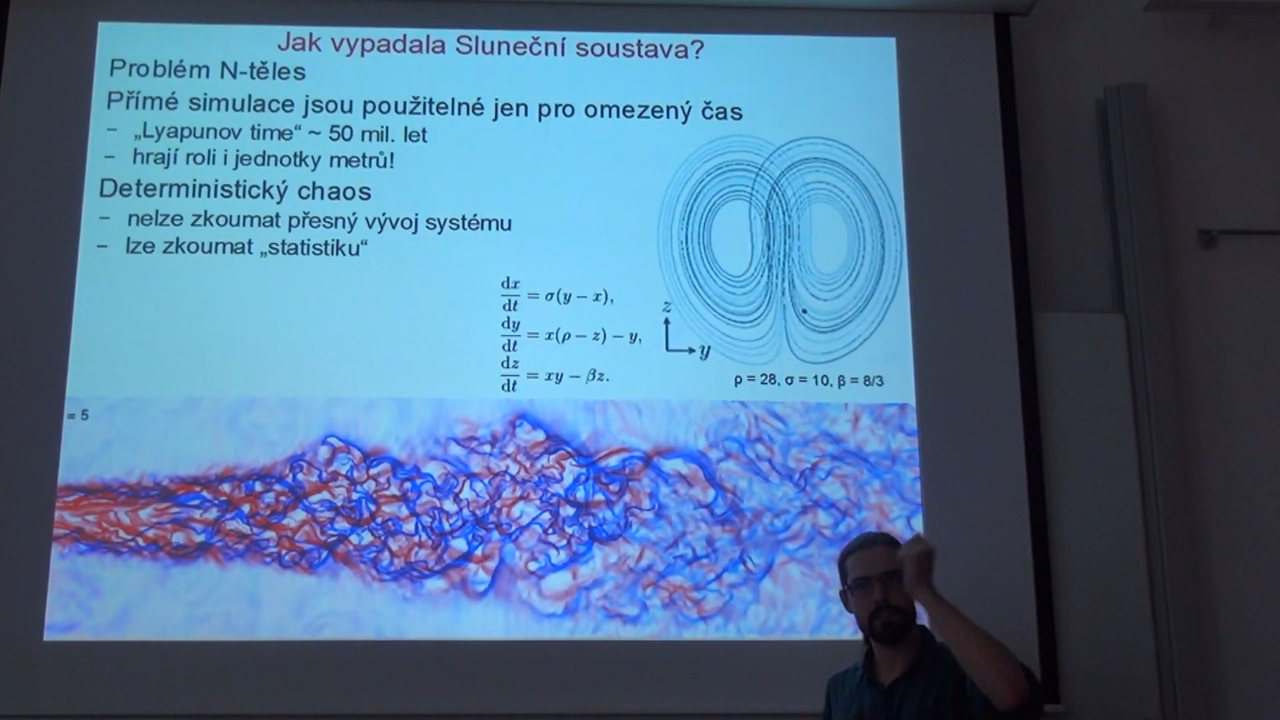 Jak vypadala Sluneční soustava?
Problém N-těles
Přímé simulace jsou použitelné jen pro omezený čas
– „Lyapunov time“ ~ 50 mil. let
– hrají roli i jednotky metrů!
Deterministický chaos
– nelze zkoumat přesný vývoj systému
– lze zkoumat „statistiku“
dx/dt = σ(y − x),
dy/dt = x(ρ − z) − y,
dz/dt = xy − βz.
z
y
ρ = 28, σ = 10, β = 8/3
= 5